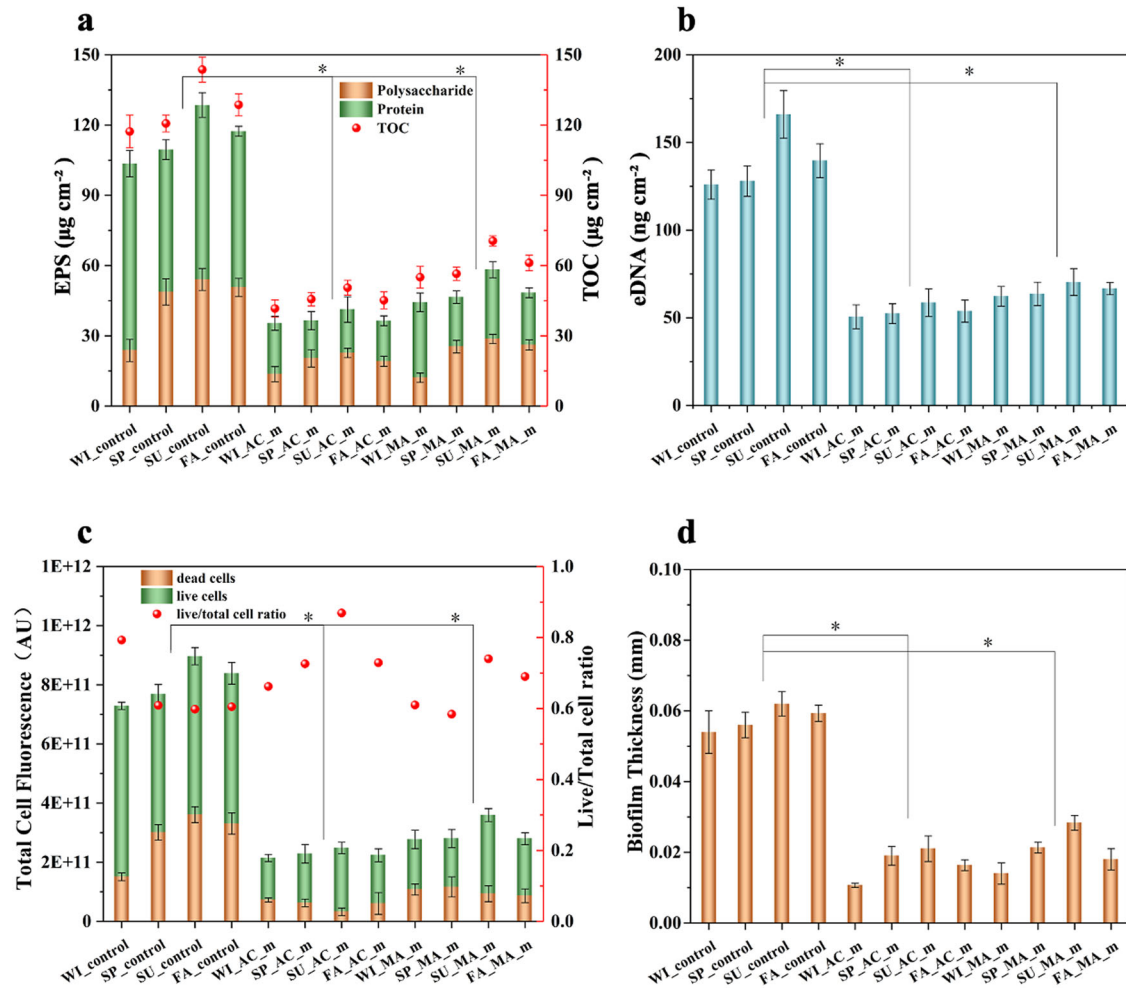 a
150
120
90
60
30
0
EPS (µg cm⁻²)
* *
Polysaccharide
Protein
TOC
150
120
90
60
30
0
TOC (µg cm⁻²)
WI_control SP_control SU_control FA_control WI_AC_m SP_AC_m SU_AC_m FA_AC_m WI_MA_m SP_MA_m SU_MA_m FA_MA_m
b
200
150
100
50
0
eDNA (ng cm⁻²)
* *
WI_control SP_control SU_control FA_control WI_AC_m SP_AC_m SU_AC_m FA_AC_m WI_MA_m SP_MA_m SU_MA_m FA_MA_m
c
1E+12
1E+12
8E+11
6E+11
4E+11
2E+11
0
Total Cell Fluorescence（AU）
dead cells
live cells
live/total cell ratio
* *
1.0
0.8
0.6
0.4
0.2
0.0
Live/Total cell ratio
WI_control SP_control SU_control FA_control WI_AC_m SP_AC_m SU_AC_m FA_AC_m WI_MA_m SP_MA_m SU_MA_m FA_MA_m
d
0.10
0.08
0.06
0.04
0.02
0.00
Biofilm Thickness (mm)
* *
WI_control SP_control SU_control FA_control WI_AC_m SP_AC_m SU_AC_m FA_AC_m WI_MA_m SP_MA_m SU_MA_m FA_MA_m